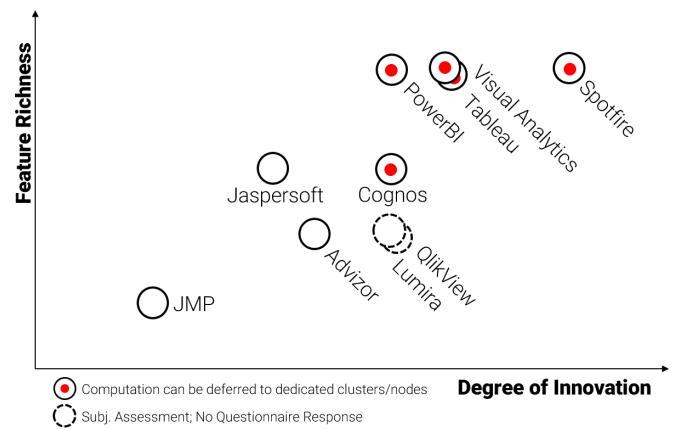 Feature Richness
PowerBI
Visual Analytics
Tableau
Spotfire
Jaspersoft
Cognos
Advizor
QlikView
Lumira
JMP
Computation can be deferred to dedicated clusters/nodes
Degree of Innovation
Subj. Assessment; No Questionnaire Response